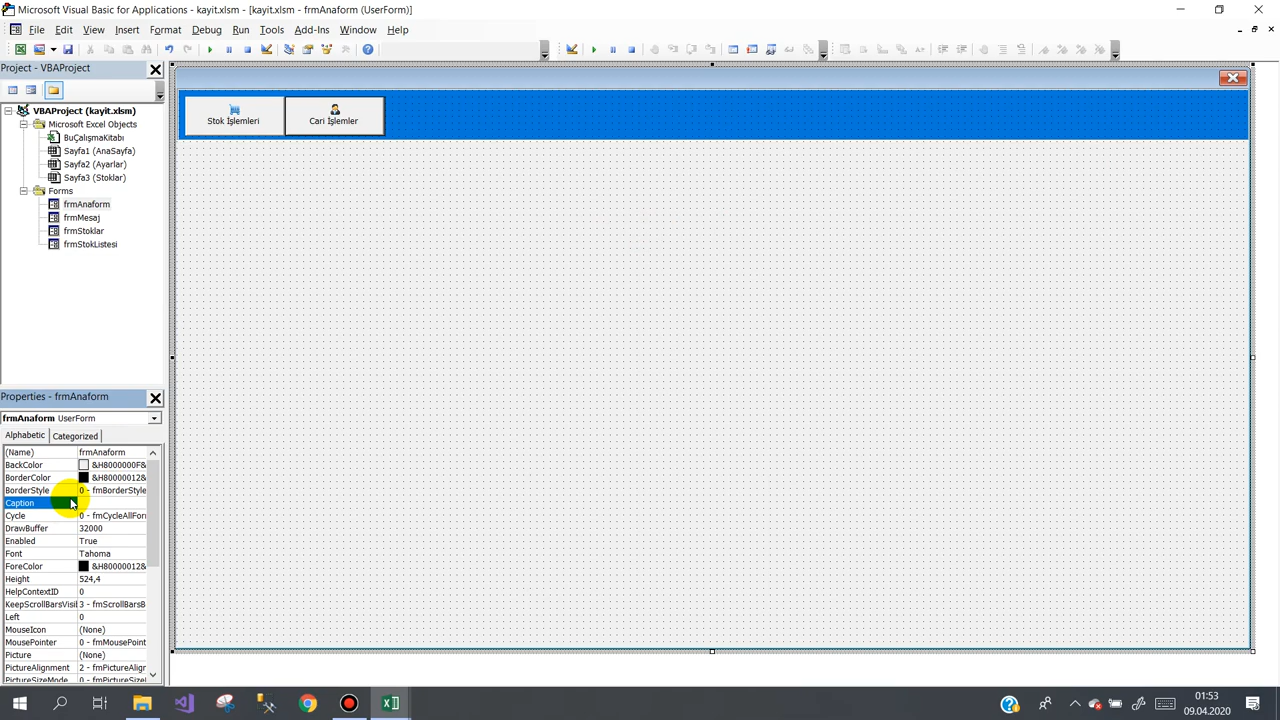 Microsoft Visual Basic for Applications - kayit.xlsm - [kayit.xlsm - frmAnaform (UserForm)]
File Edit View Insert Format Debug Run Tools Add-Ins Window Help
Project - VBAProject
VBAProject (kayit.xlsm)
Microsoft Excel Objects
BuÇalışmaKitabı
Sayfa1 (AnaSayfa)
Sayfa2 (Ayarlar)
Sayfa3 (Stoklar)
Forms
frmAnaform
frmMesaj
frmStoklar
frmStokListesi
Stok İşlemleri
Cari İşlemler
Properties - frmAnaform
frmAnaform UserForm
Alphabetic Categorized
(Name) frmAnaform
BackColor &H8000000F&
BorderColor &H80000012&
BorderStyle 0 - fmBorderStyle
Caption
Cycle 0 - fmCycleAllFor
DrawBuffer 32000
Enabled True
Font Tahoma
ForeColor &H80000012&
Height 524,4
HelpContextID 0
KeepScrollBarsVisi 3 - fmScrollBarsB
Left 0
MouseIcon (None)
MousePointer 0 - fmMousePoint
Picture (None)
PictureAlignment 2 - fmPictureAlign
PictureSizeMode 0 - fmPictureSize
01:53
09.04.2020